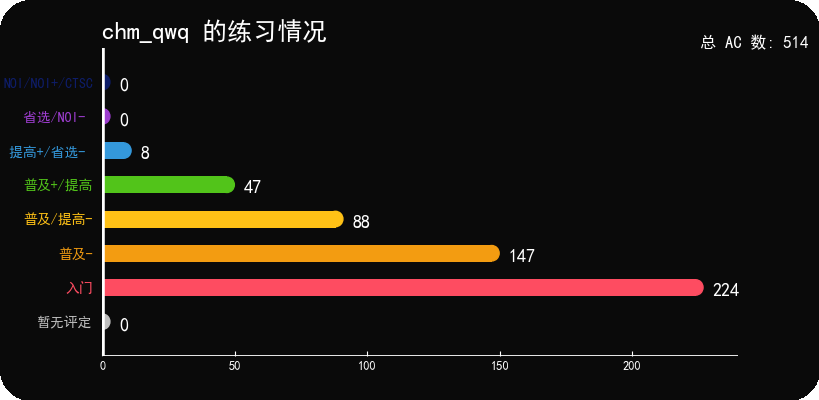 chm_qwq 的练习情况
总 AC 数: 514
NOI/NOI+/CTSC 0
省选/NOI- 0
提高+/省选- 8
普及+/提高 47
普及/提高- 88
普及- 147
入门 224
暂无评定 0
0 50 100 150 200